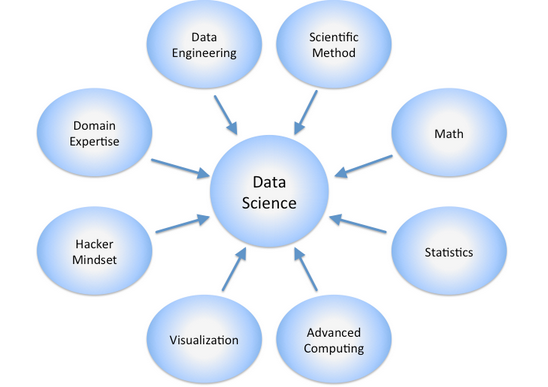 Data
Engineering
Scientific
Method
Domain
Expertise
Math
Data
Science
Hacker
Mindset
Statistics
Visualization
Advanced
Computing